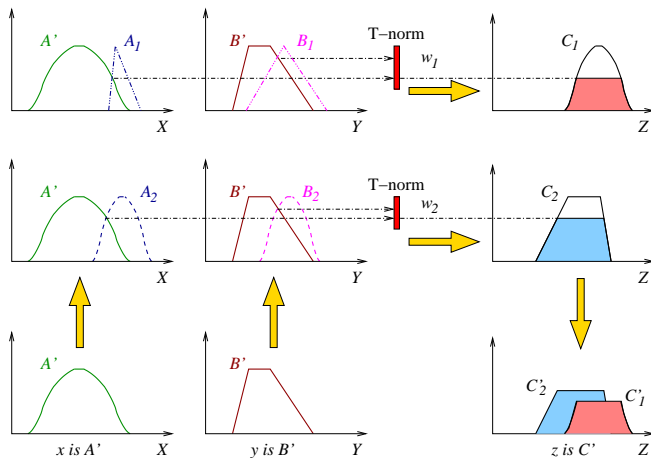 A' A₁ B' B₁ T−norm w₁ C₁
X Y Z
A' A₂ B' B₂ T−norm w₂ C₂
X Y Z
A' B' C'₂ C'₁
X Y Z
x is A' y is B' z is C'